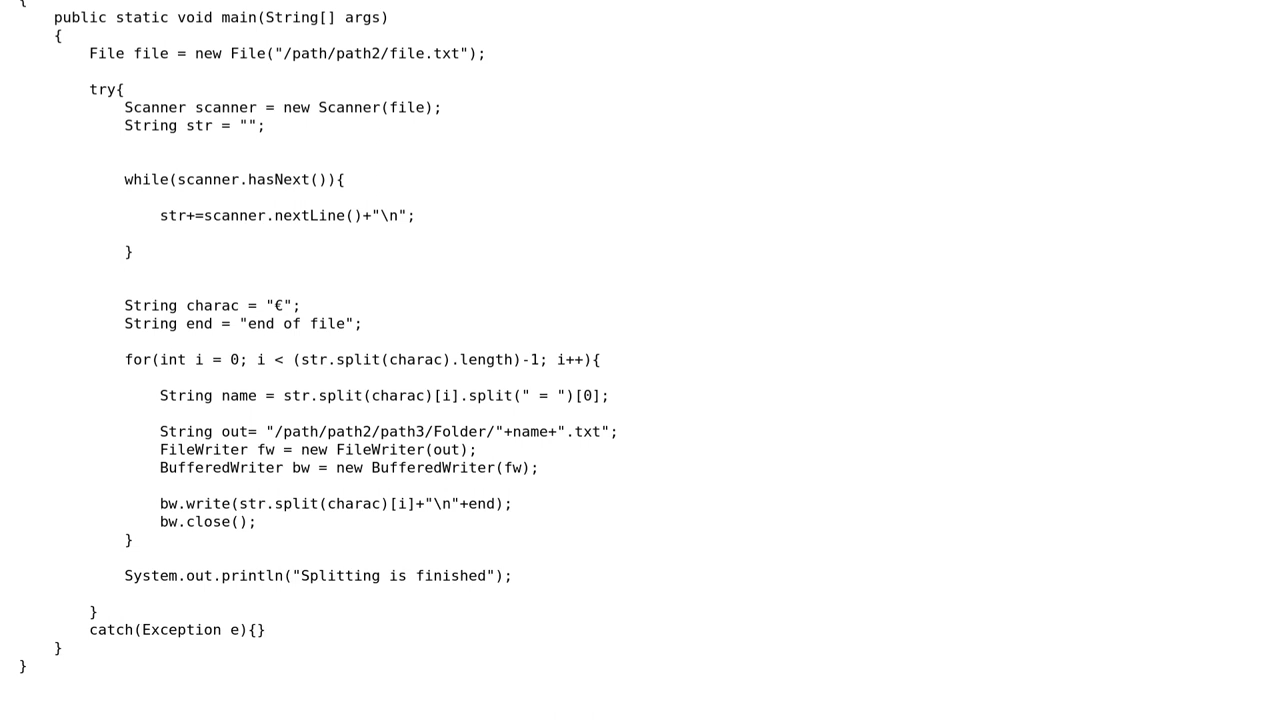 {
public static void main(String[] args)
{
File file = new File("/path/path2/file.txt");
try{
Scanner scanner = new Scanner(file);
String str = "";
while(scanner.hasNext()){
str+=scanner.nextLine()+"\n";
}
String charac = "€";
String end = "end of file";
for(int i = 0; i < (str.split(charac).length)-1; i++){
String name = str.split(charac)[i].split(" = ")[0];
String out= "/path/path2/path3/Folder/"+name+".txt";
FileWriter fw = new FileWriter(out);
BufferedWriter bw = new BufferedWriter(fw);
bw.write(str.split(charac)[i]+"\n"+end);
bw.close();
}
System.out.println("Splitting is finished");
}
catch(Exception e){}
}
}